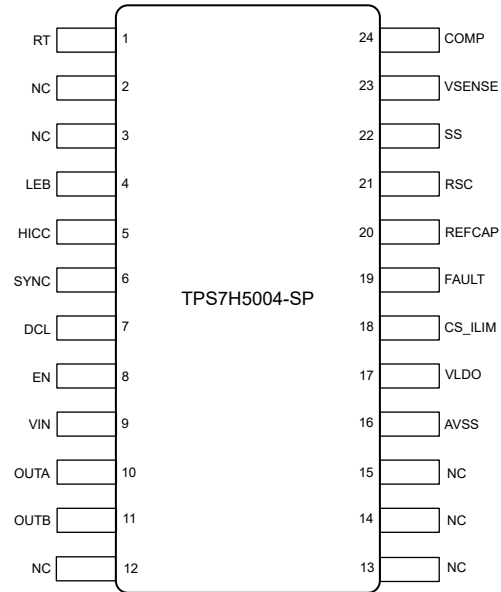 RT 1 24 COMP
NC 2 23 VSENSE
NC 3 22 SS
LEB 4 21 RSC
HICC 5 20 REFCAP
SYNC 6 19 FAULT
TPS7H5004-SP
DCL 7 18 CS_ILIM
EN 8 17 VLDO
VIN 9 16 AVSS
OUTA 10 15 NC
OUTB 11 14 NC
NC 12 13 NC